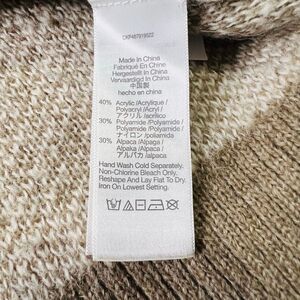 Made In China
Fabriqué En Chine
Hergestellt In China
Vervaardigd In China
中国製
hecho en china
40% Acrylic /Acrylique /
Polyacryl /Acryl /
アクリル /acrílico
30% Polyamide /Polyamide /
Polyamid /Polyamide /
ナイロン /poliamida
30% Alpaca /Alpaga /
Alpaka /Alpaca /
アルパカ /alpaca
Hand Wash Cold Separately.
Non-Chlorine Bleach Only.
Reshape And Lay Flat To Dry.
Iron On Lowest Setting.